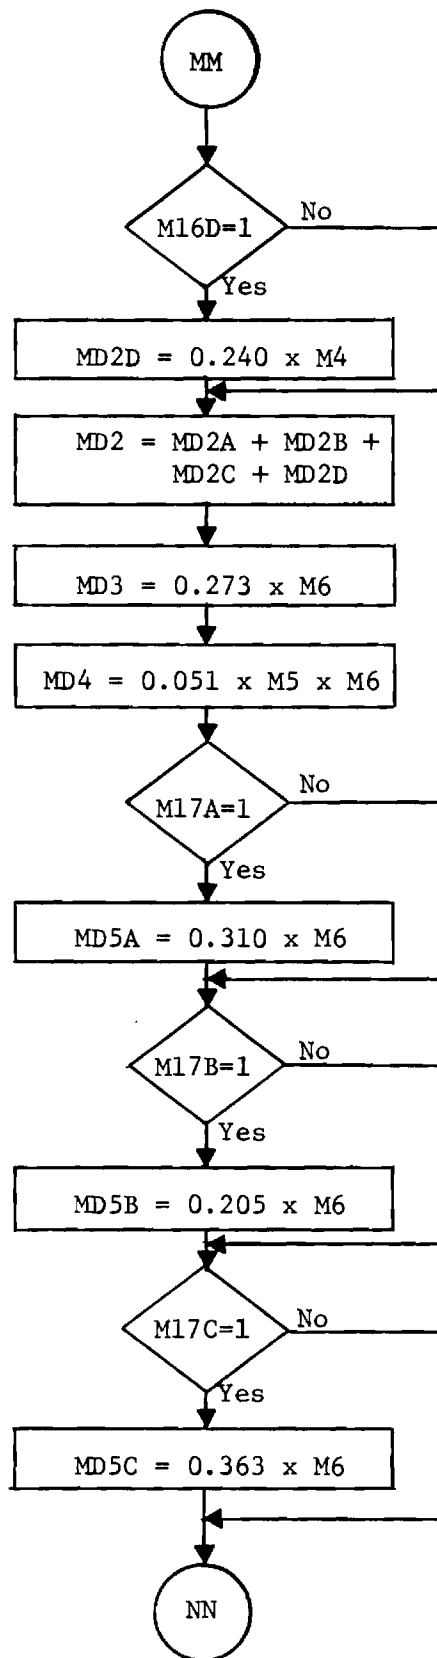 MM
M16D=1
No
Yes
MD2D = 0.240 x M4
MD2 = MD2A + MD2B +
MD2C + MD2D
MD3 = 0.273 x M6
MD4 = 0.051 x M5 x M6
M17A=1
No
Yes
MD5A = 0.310 x M6
M17B=1
No
Yes
MD5B = 0.205 x M6
M17C=1
No
Yes
MD5C = 0.363 x M6
NN